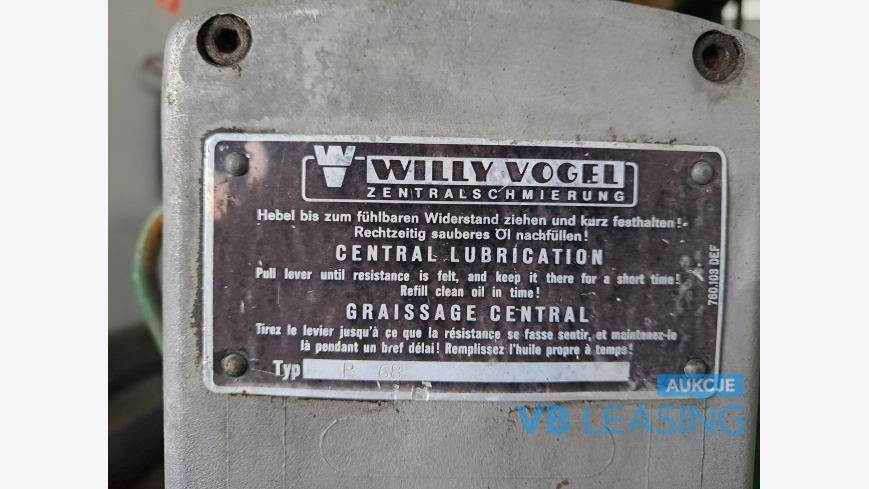 W
V
WILLY VOGEL
ZENTRALSCHMIERUNG
Hebel bis zum fühlbaren Widerstand ziehen und kurz festhalten!
Rechtzeitig sauberes Öl nachfüllen!
CENTRAL LUBRICATION
Pull lever until resistance is felt, and keep it there for a short time!
Refill clean oil in time!
GRAISSAGE CENTRAL
Tirez le levier jusqu'à çe que la résistance se fasse sentir, et maintenez-le
là pendant un bref délai! Remplissez l'huile propre à temps!
Typ P 68
760.103 DEF
AUKCJE
VB LEASING